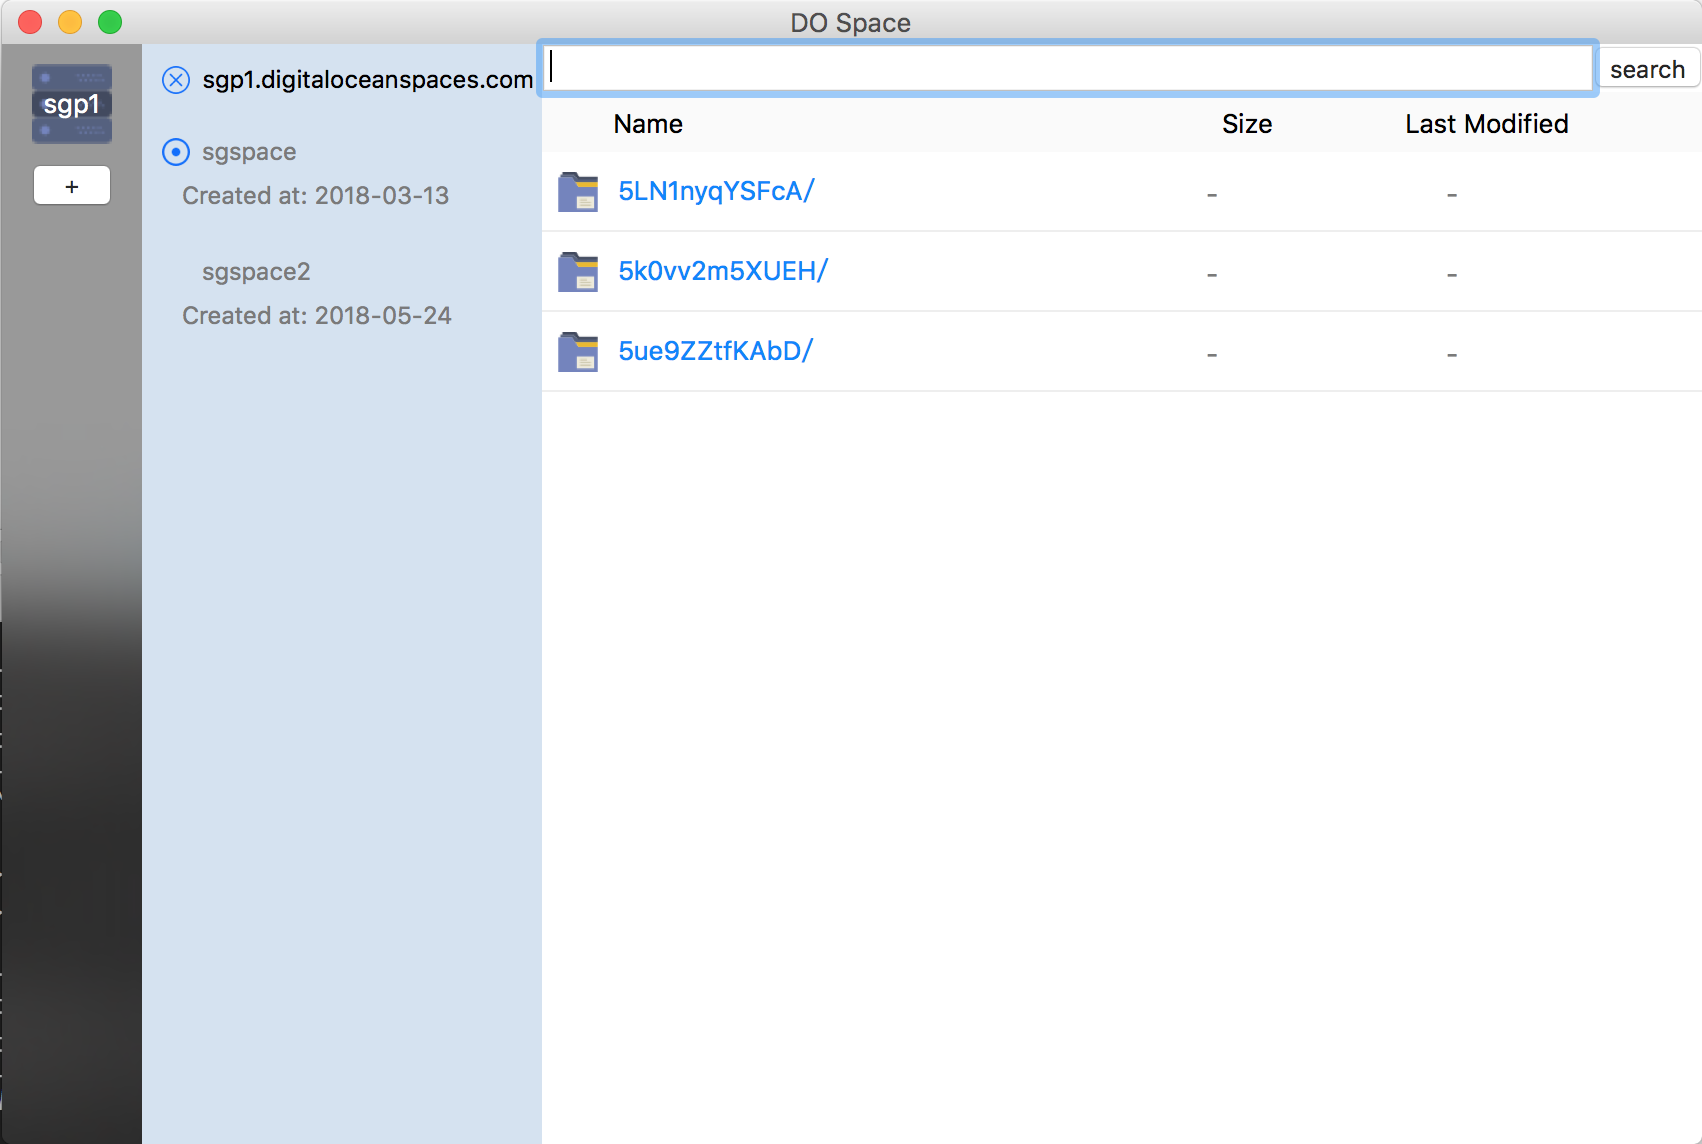 DO Space
sgp1
+
sgp1.digitaloceanspaces.com
sgspace
Created at: 2018-03-13
sgspace2
Created at: 2018-05-24
search
Name Size Last Modified
5LN1nyqYSFcA/ - -
5k0vv2m5XUEH/ - -
5ue9ZZtfKAbD/ - -